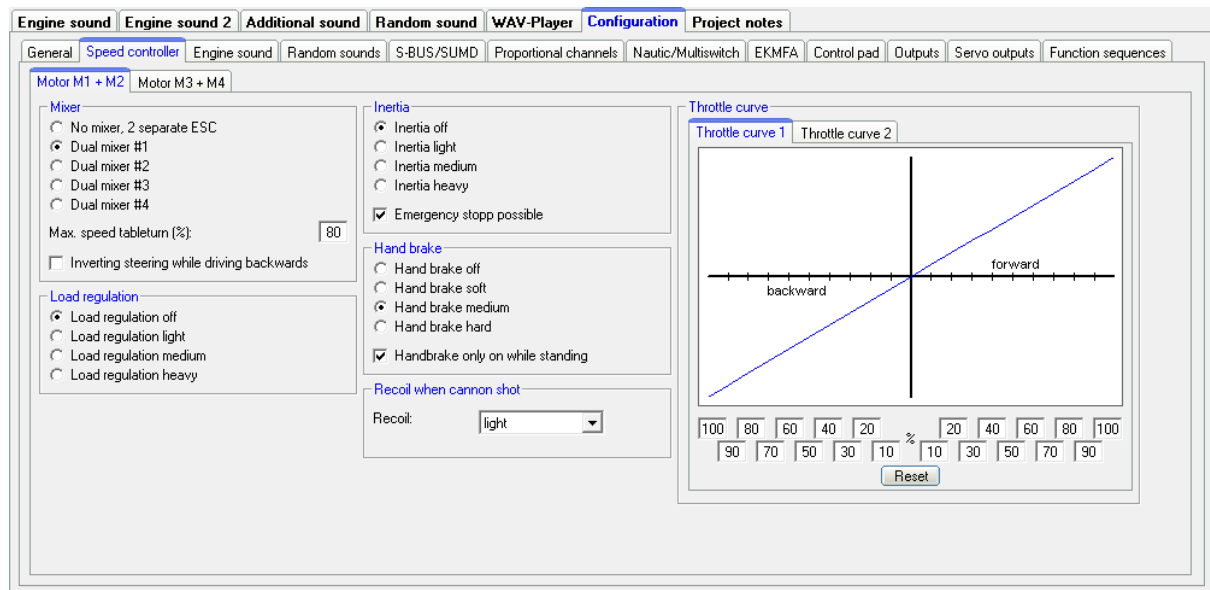 Engine sound Engine sound 2 Additional sound Random sound WAV-Player Configuration Project notes
General Speed controller Engine sound Random sounds S-BUS/SUMD Proportional channels Nautic/Multiswitch EKMFA Control pad Outputs Servo outputs Function sequences
Motor M1 + M2 Motor M3 + M4
Mixer
No mixer, 2 separate ESC
Dual mixer #1
Dual mixer #2
Dual mixer #3
Dual mixer #4
Max. speed tableturn (%): 80
Inverting steering while driving backwards
Load regulation
Load regulation off
Load regulation light
Load regulation medium
Load regulation heavy
Inertia
Inertia off
Inertia light
Inertia medium
Inertia heavy
Emergency stopp possible
Hand brake
Hand brake off
Hand brake soft
Hand brake medium
Hand brake hard
Handbrake only on while standing
Recoil when cannon shot
Recoil: light
Throttle curve
Throttle curve 1 Throttle curve 2
forward
backward
100 80 60 40 20 % 20 40 60 80 100
90 70 50 30 10 10 30 50 70 90
Reset